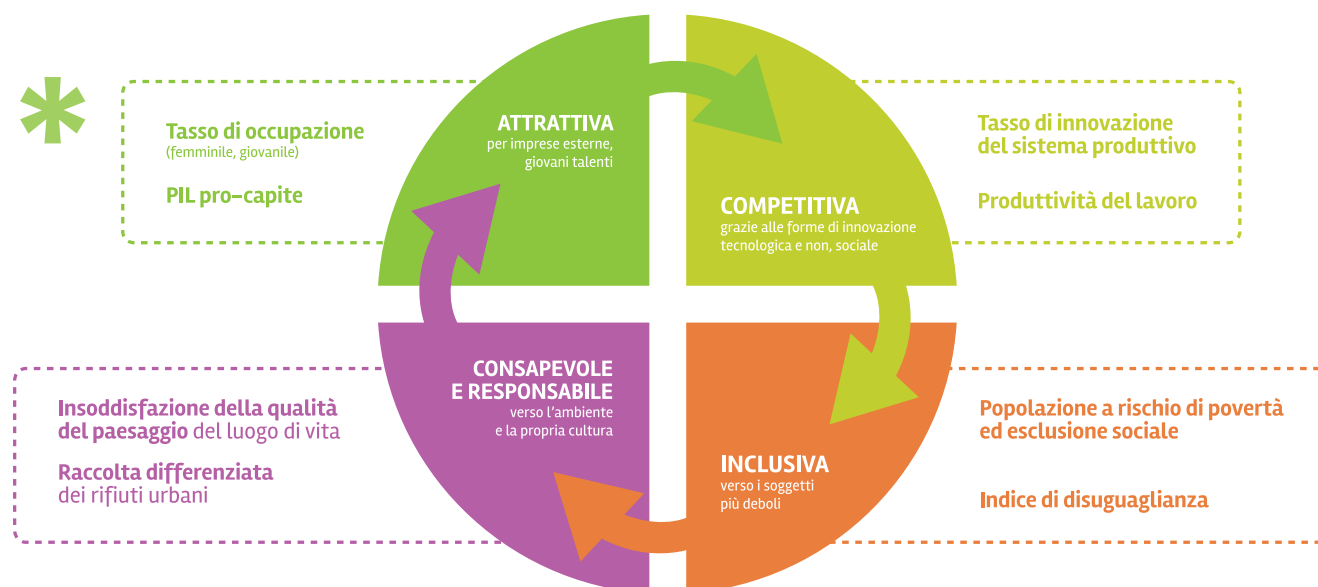 Tasso di occupazione
(femminile, giovanile)
PIL pro-capite
ATTRATTIVA
per imprese esterne,
giovani talenti
COMPETITIVA
grazie alle forme di innovazione
tecnologica e non, sociale
Tasso di innovazione
del sistema produttivo
Produttività del lavoro
Insoddisfazione della qualità
del paesaggio del luogo di vita
Raccolta differenziata
dei rifiuti urbani
CONSAPEVOLE
E RESPONSABILE
verso l'ambiente
e la propria cultura
INCLUSIVA
verso i soggetti
più deboli
Popolazione a rischio di povertà
ed esclusione sociale
Indice di disuguaglianza